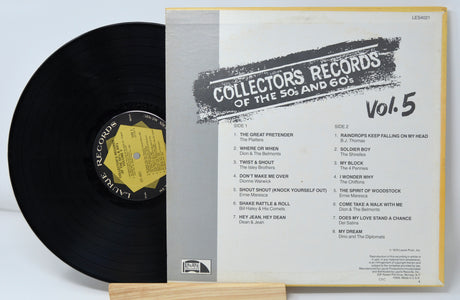 LES4021
COLLECTORS RECORDS
OF THE 50's AND 60's
Vol. 5
SIDE 1
1. THE GREAT PRETENDER
The Platters
2. WHERE OR WHEN
Dion & The Belmonts
3. TWIST & SHOUT
The Isley Brothers
4. DON'T MAKE ME OVER
Dionne Warwick
5. SHOUT SHOUT (KNOCK YOURSELF OUT)
Ernie Maresca
6. SHAKE RATTLE & ROLL
Bill Haley & His Comets
7. HEY JEAN, HEY DEAN
Dean & Jean
SIDE 2
1. RAINDROPS KEEP FALLING ON MY HEAD
B.J. Thomas
2. SOLDIER BOY
The Shirelles
3. MY BLOCK
The 4 Pennies
4. I WONDER WHY
The Chiffons
5. THE SPIRIT OF WOODSTOCK
Ernie Maresca
6. COME TAKE A WALK WITH ME
Dion & The Belmonts
7. DOES MY LOVE STAND A CHANCE
Del Satins
8. MY DREAM
Dino and The Diplomats
LAURIE RECORDS